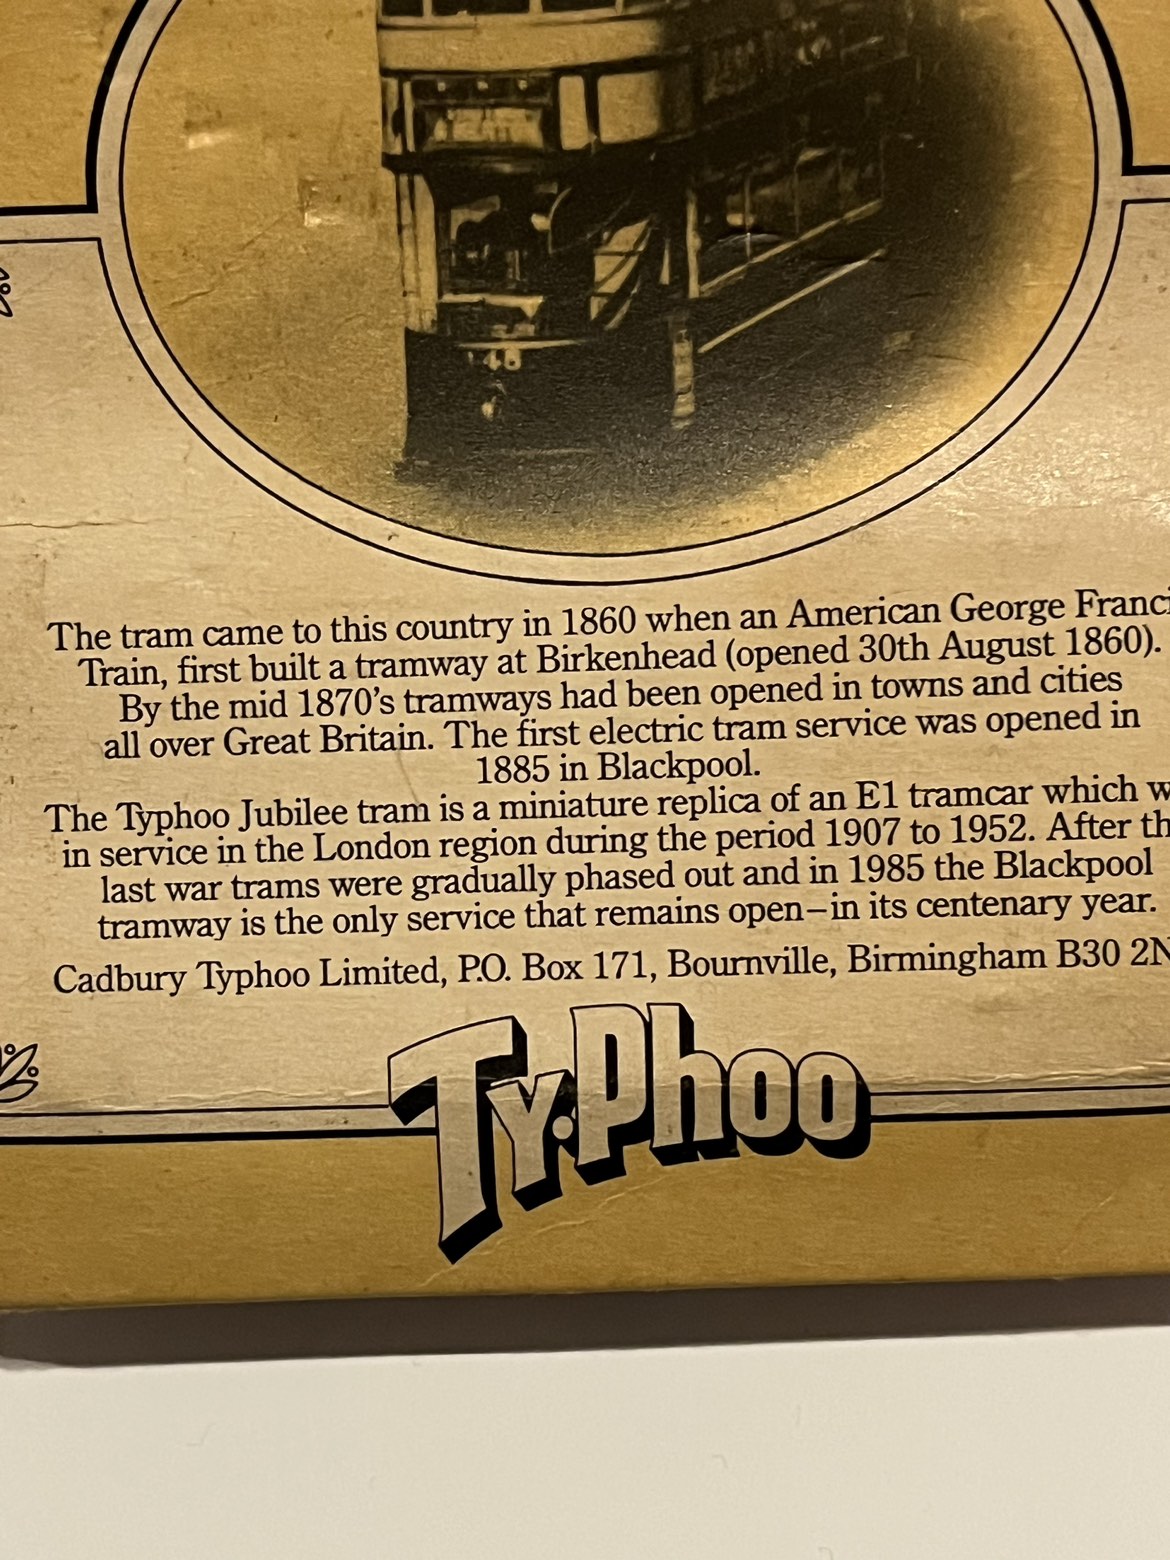 The tram came to this country in 1860 when an American George Franci
Train, first built a tramway at Birkenhead (opened 30th August 1860).
By the mid 1870's tramways had been opened in towns and cities
all over Great Britain. The first electric tram service was opened in
1885 in Blackpool.
The Typhoo Jubilee tram is a miniature replica of an E1 tramcar which w
in service in the London region during the period 1907 to 1952. After th
last war trams were gradually phased out and in 1985 the Blackpool
tramway is the only service that remains open–in its centenary year.
Cadbury Typhoo Limited, P.O. Box 171, Bournville, Birmingham B30 2N
Ty·Phoo